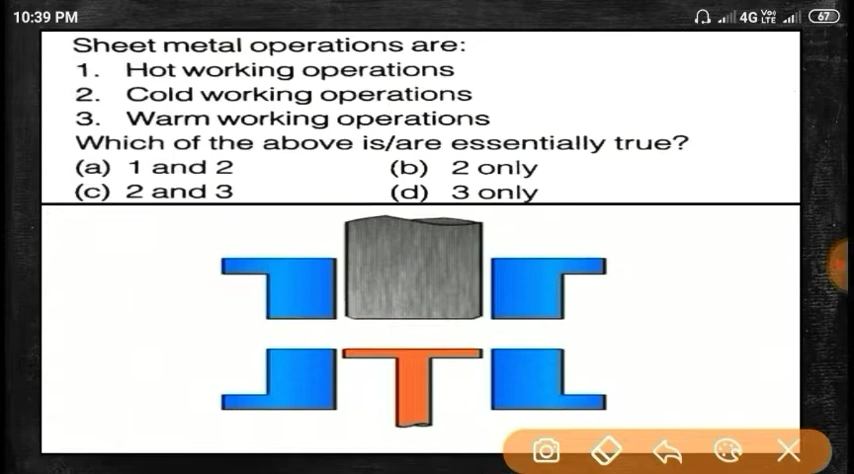 10:39 PM
4G Vo) LTE 67
Sheet metal operations are:
1. Hot working operations
2. Cold working operations
3. Warm working operations
Which of the above is/are essentially true?
(a) 1 and 2 (b) 2 only
(c) 2 and 3 (d) 3 only